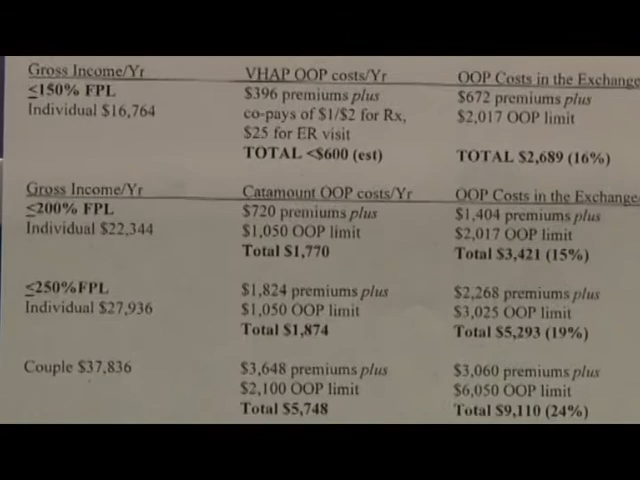 Gross Income/Yr VHAP OOP costs/Yr OOP Costs in the Exchange
≤150% FPL $396 premiums plus $672 premiums plus
Individual $16,764 co-pays of $1/$2 for Rx, $2,017 OOP limit
$25 for ER visit
TOTAL <$600 (est) TOTAL $2,689 (16%)
Gross Income/Yr Catamount OOP costs/Yr OOP Costs in the Exchange
≤200% FPL $720 premiums plus $1,404 premiums plus
Individual $22,344 $1,050 OOP limit $2,017 OOP limit
Total $1,770 Total $3,421 (15%)
≤250%FPL $1,824 premiums plus $2,268 premiums plus
Individual $27,936 $1,050 OOP limit $3,025 OOP limit
Total $1,874 Total $5,293 (19%)
Couple $37,836 $3,648 premiums plus $3,060 premiums plus
$2,100 OOP limit $6,050 OOP limit
Total $5,748 Total $9,110 (24%)